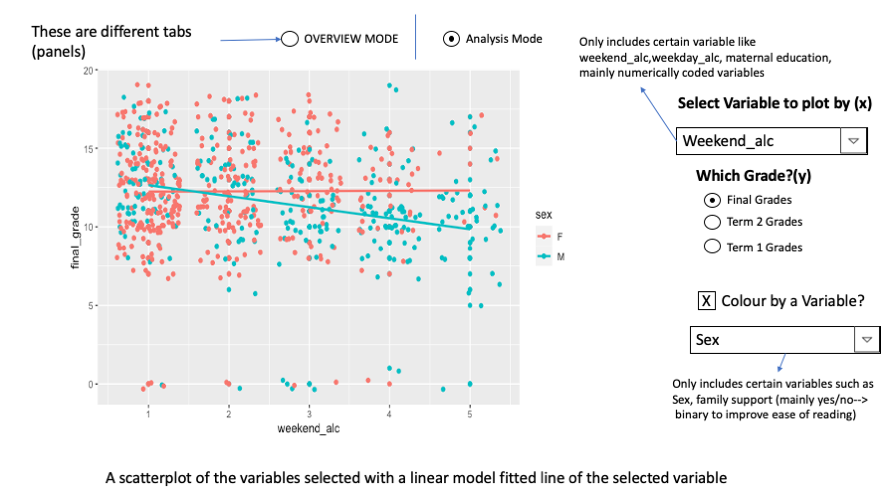 These are different tabs
(panels)
OVERVIEW MODE
Analysis Mode
Only includes certain variable like
weekend_alc,weekday_alc, maternal education,
mainly numerically coded variables
Select Variable to plot by (x)
Weekend_alc
Which Grade?(y)
Final Grades
Term 2 Grades
Term 1 Grades
X Colour by a Variable?
Sex
Only includes certain variables such as
Sex, family support (mainly yes/no-->
binary to improve ease of reading)
20
15
10
5
0
final_grade
1 2 3 4 5
weekend_alc
sex
F
M
A scatterplot of the variables selected with a linear model fitted line of the selected variable